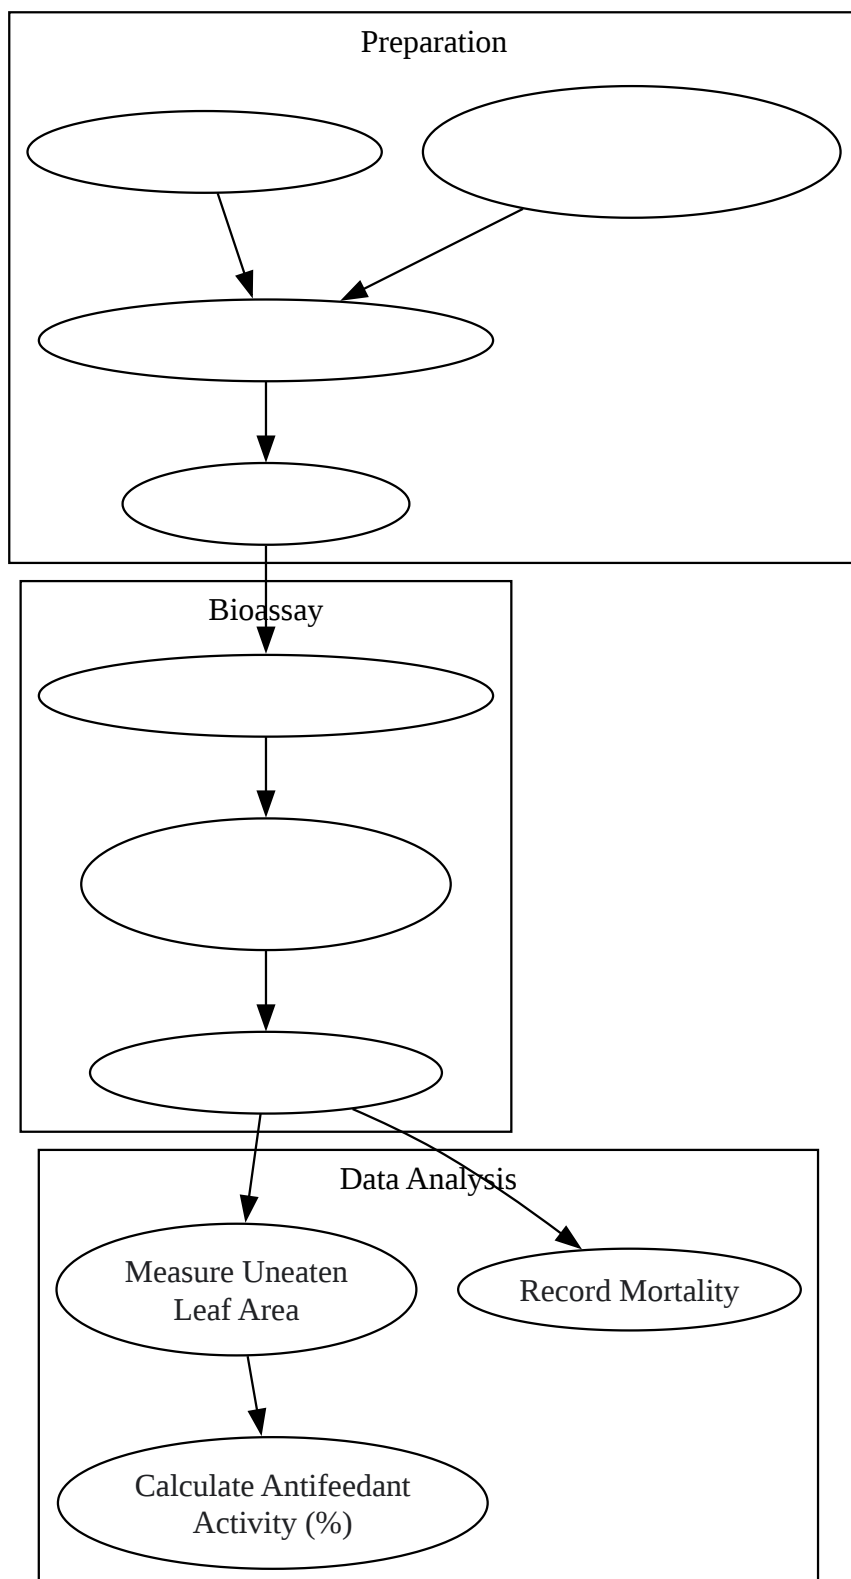 Preparation
Bioassay
Data Analysis
Measure Uneaten
Leaf Area
Record Mortality
Calculate Antifeedant
Activity (%)